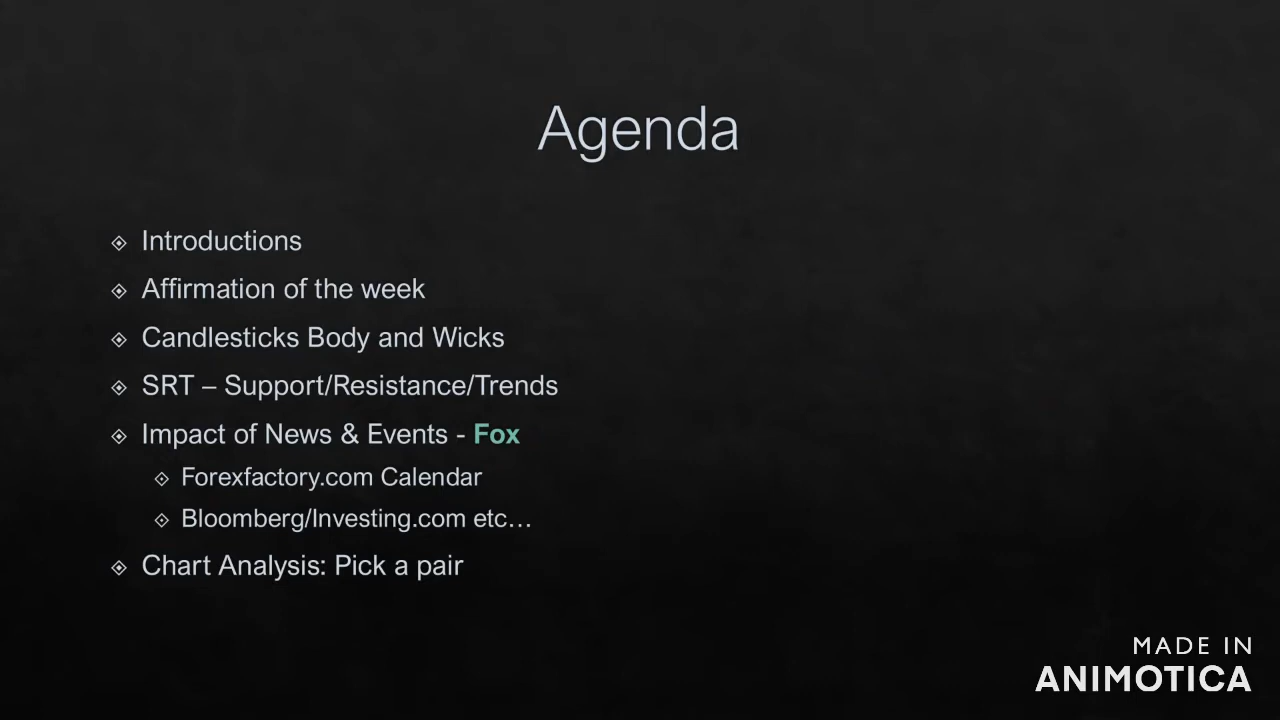 Agenda
Introductions
Affirmation of the week
Candlesticks Body and Wicks
SRT – Support/Resistance/Trends
Impact of News & Events - Fox
Forexfactory.com Calendar
Bloomberg/Investing.com etc…
Chart Analysis: Pick a pair
MADE IN
ANIMOTICA